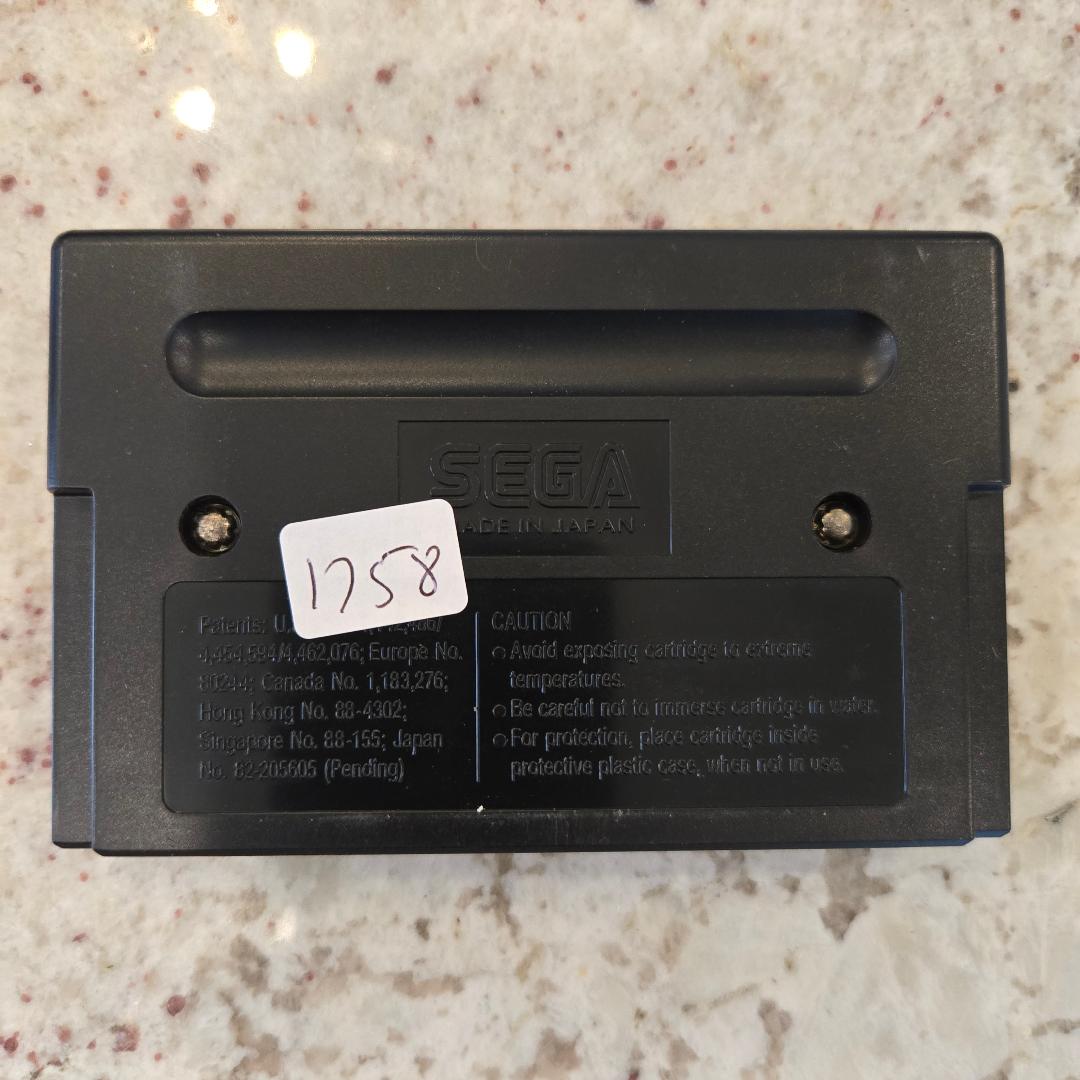 SEGA
MADE IN JAPAN
1758
Patents: U.
4,454,594/4,462,076; Europe No.
80244; Canada No. 1,183,276;
Hong Kong No. 88-4302;
Singapore No. 88-155; Japan
No. 82-205605 (Pending)
CAUTION
○ Avoid exposing cartridge to extreme
temperatures.
○ Be careful not to immerse cartridge in water.
○ For protection, place cartridge inside
protective plastic case, when not in use.